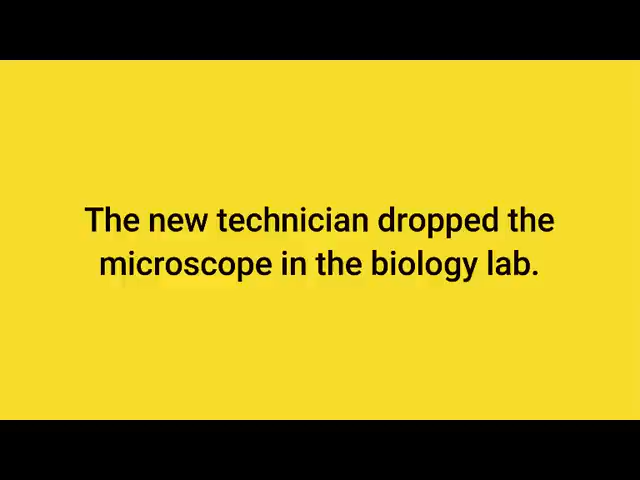 The new technician dropped the
microscope in the biology lab.